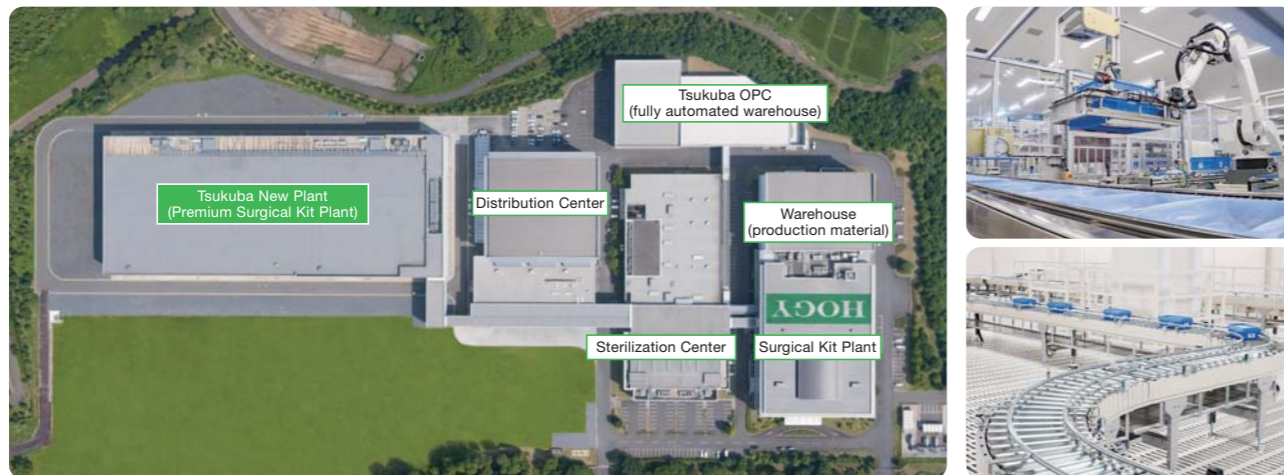 Tsukuba OPC
(fully automated warehouse)
Tsukuba New Plant
(Premium Surgical Kit Plant)
Distribution Center
Warehouse
(production material)
HOGY
Sterilization Center
Surgical Kit Plant